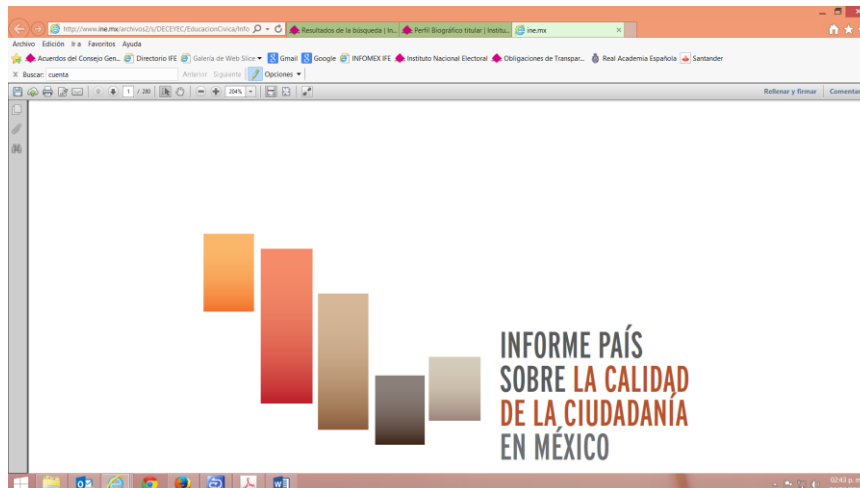 http://www.ine.mx/archivos2/s/DECEYEC/EducacionCivica/Info
Resultados de la búsqueda | In...
Perfil Biográfico titular | Institu...
ine.mx
Archivo Edición Ir a Favoritos Ayuda
Acuerdos del Consejo Gen... Directorio IFE Galería de Web Slice Gmail Google INFOMEX IFE Instituto Nacional Electoral Obligaciones de Transpar... Real Academia Española Santander
X Buscar: cuenta Anterior Siguiente Opciones
1 / 280 204% Rellenar y firmar Comentar
INFORME PAÍS
SOBRE LA CALIDAD
DE LA CIUDADANÍA
EN MÉXICO
02:43 p. m.